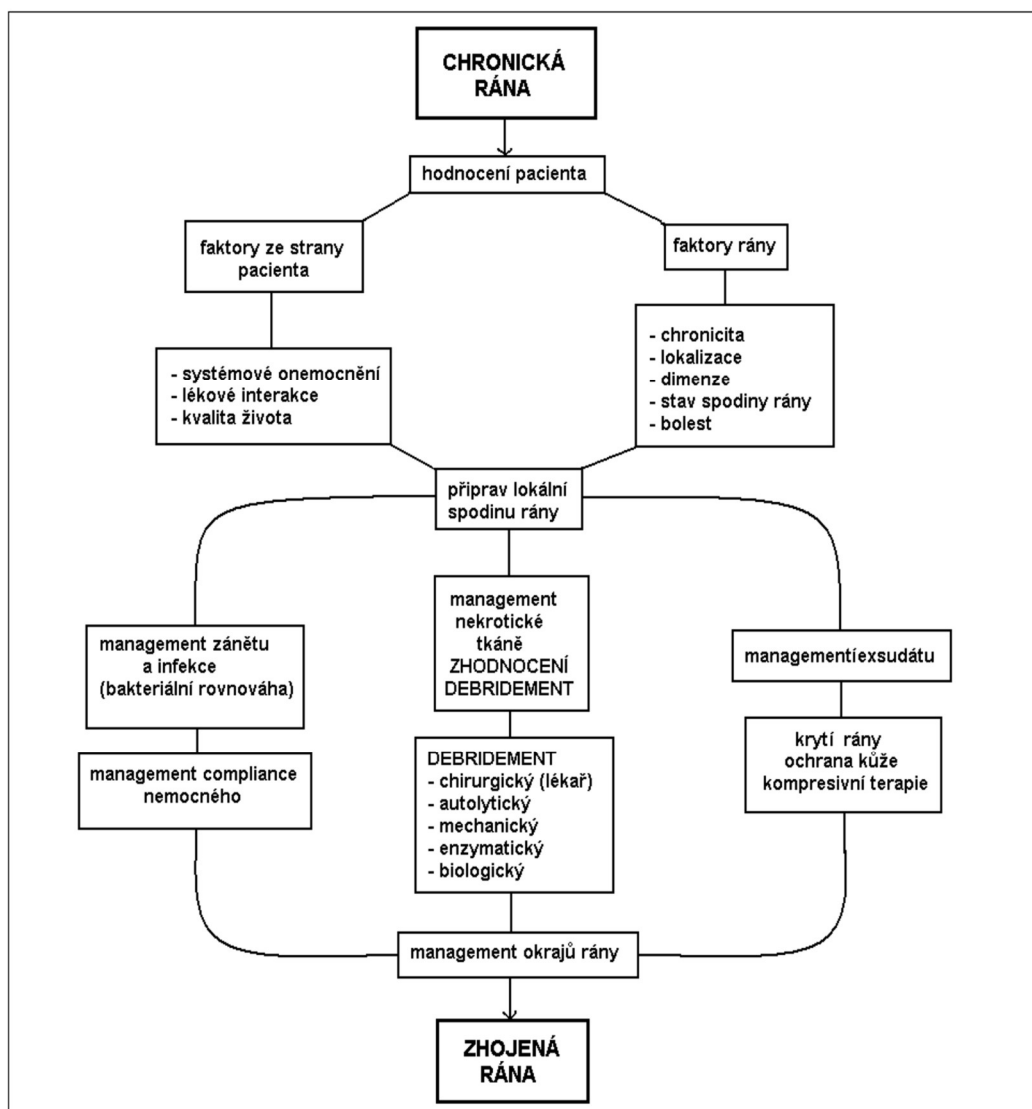 CHRONICKÁ
RÁNA
hodnocení pacienta
faktory ze strany
pacienta
faktory rány
- systémové onemocnění
- lékové interakce
- kvalita života
- chronicita
- lokalizace
- dimenze
- stav spodiny rány
- bolest
připrav lokální
spodinu rány
management zánětu
a infekce
(bakteriální rovnováha)
management
nekrotické
tkáně
ZHODNOCENÍ
DEBRIDEMENT
managementíexsudátu
management compliance
nemocného
DEBRIDEMENT
- chirurgický (lékař)
- autolytický
- mechanický
- enzymatický
- biologický
krytí rány
ochrana kůže
kompresivní terapie
management okrajů rány
ZHOJENÁ
RÁNA